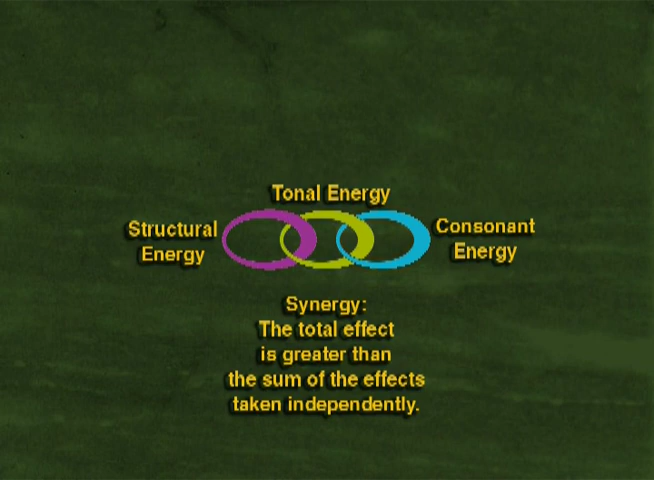 Tonal Energy
Structural
Energy
Consonant
Energy
Synergy:
The total effect
is greater than
the sum of the effects
taken independently.